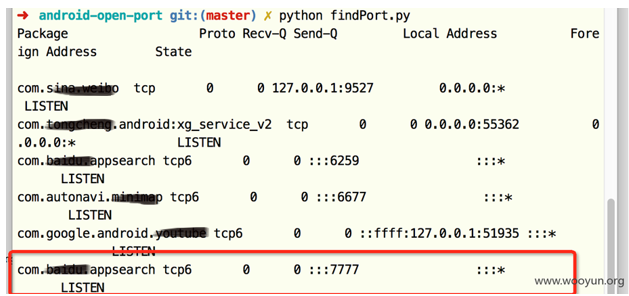 → android-open-port git:(master) ✗ python findPort.py
Package Proto Recv-Q Send-Q Local Address Fore
ign Address State
com.sina.weibo tcp 0 0 127.0.0.1:9527 0.0.0.0:*
LISTEN
com.tongcheng.android:xg_service_v2 tcp 0 0 0.0.0.0:55362 0
.0.0.0:* LISTEN
com.baidu.appsearch tcp6 0 0 :::6259 :::*
LISTEN
com.autonavi.minimap tcp6 0 0 :::6677 :::*
LISTEN
com.google.android.youtube tcp6 0 0 ::ffff:127.0.0.1:51935 :::*
LISTEN
com.baidu.appsearch tcp6 0 0 :::7777 :::*
LISTEN
www.wooyun.org